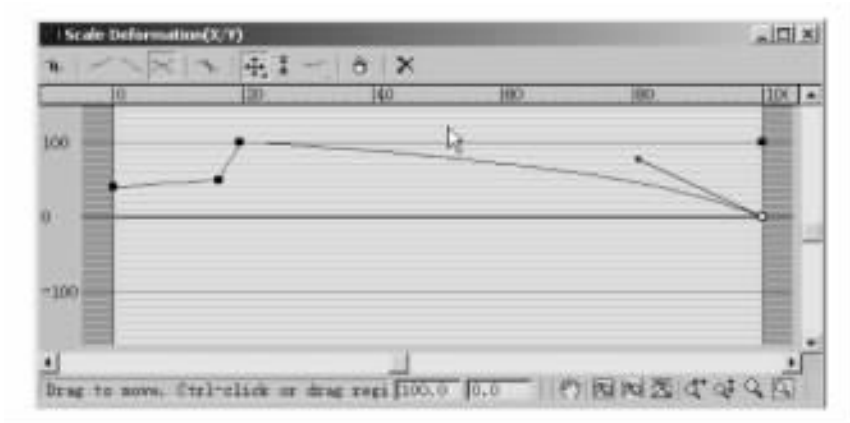 Scale Deformation(X/Y)
0 20 40 60 80 100
100
0
-100
Drag to move. Ctrl-click or drag regi 100.0 0.0